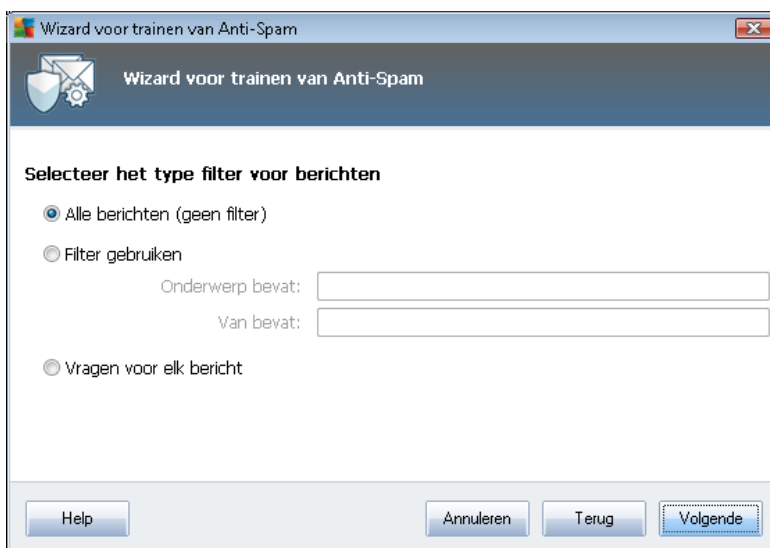 Wizard voor trainen van Anti-Spam
Wizard voor trainen van Anti-Spam
Selecteer het type filter voor berichten
Alle berichten (geen filter)
Filter gebruiken
Onderwerp bevat:
Van bevat:
Vragen voor elk bericht
Help
Annuleren
Terug
Volgende